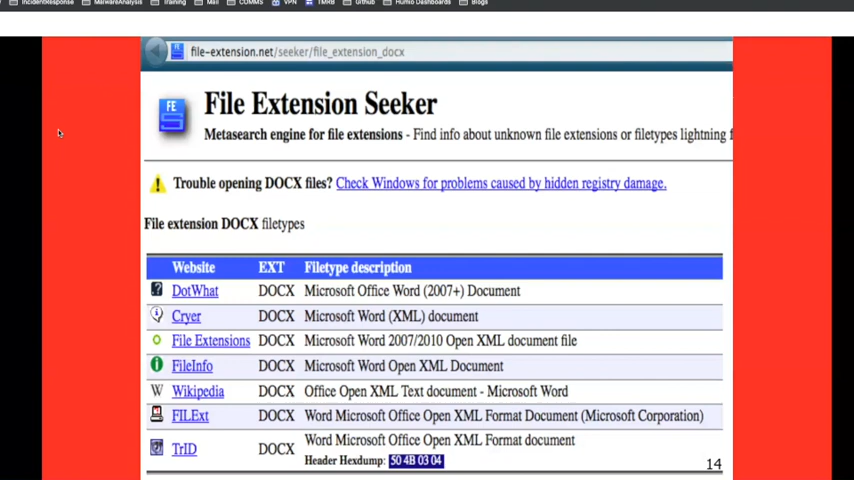 IncidentResponse MalwareAnalysis Training Mail COMMS VPN TMRB Github Humio Dashboards Blogs
file-extension.net/seeker/file_extension_docx
FE
File Extension Seeker
Metasearch engine for file extensions - Find info about unknown file extensions or filetypes lightning f
Trouble opening DOCX files? Check Windows for problems caused by hidden registry damage.
File extension DOCX filetypes
Website EXT Filetype description
DotWhat DOCX Microsoft Office Word (2007+) Document
Cryer DOCX Microsoft Word (XML) document
File Extensions DOCX Microsoft Word 2007/2010 Open XML document file
FileInfo DOCX Microsoft Word Open XML Document
W Wikipedia DOCX Office Open XML Text document - Microsoft Word
FILExt DOCX Word Microsoft Office Open XML Format Document (Microsoft Corporation)
TrID DOCX Word Microsoft Office Open XML Format document
Header Hexdump: 50 4B 03 04
14